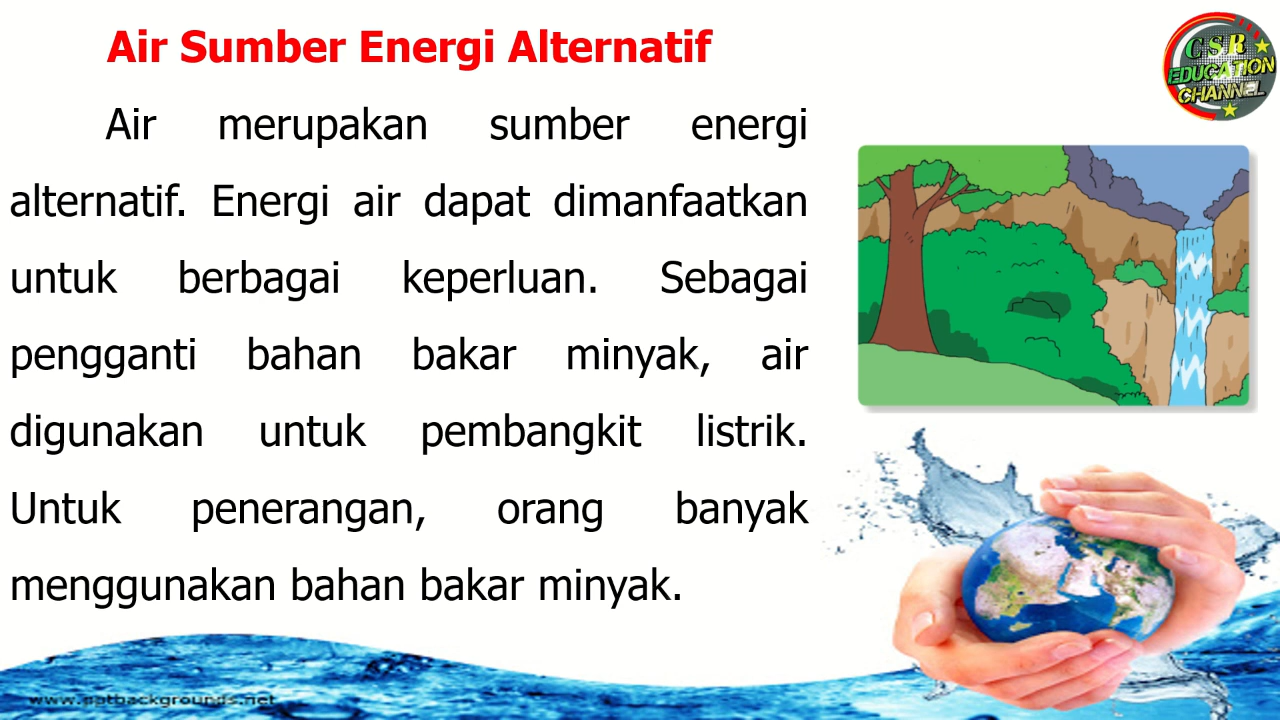 Air Sumber Energi Alternatif
CSR
EDUCATION
CHANNEL
Air merupakan sumber energi
alternatif. Energi air dapat dimanfaatkan
untuk berbagai keperluan. Sebagai
pengganti bahan bakar minyak, air
digunakan untuk pembangkit listrik.
Untuk penerangan, orang banyak
menggunakan bahan bakar minyak.